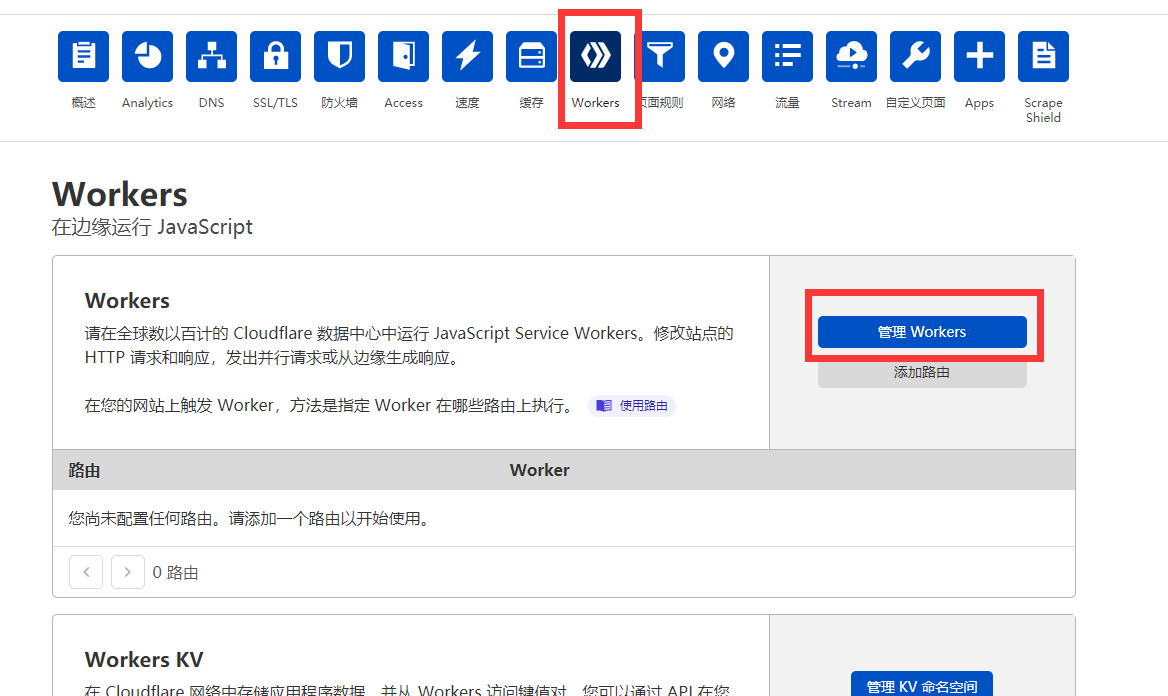 概述 Analytics DNS SSL/TLS 防火墙 Access 速度 缓存 Workers 页面规则 网络 流量 Stream 自定义页面 Apps Scrape Shield
Workers
在边缘运行 JavaScript
Workers
请在全球数以百计的 Cloudflare 数据中心中运行 JavaScript Service Workers。修改站点的
HTTP 请求和响应，发出并行请求或从边缘生成响应。
在您的网站上触发 Worker，方法是指定 Worker 在哪些路由上执行。 使用路由
管理 Workers
添加路由
路由 Worker
您尚未配置任何路由。请添加一个路由以开始使用。
0 路由
Workers KV
在 Cloudflare 网络中存储应用程序数据，并从 Workers 访问键值对。您可以通过 API 在您
管理 KV 命名空间